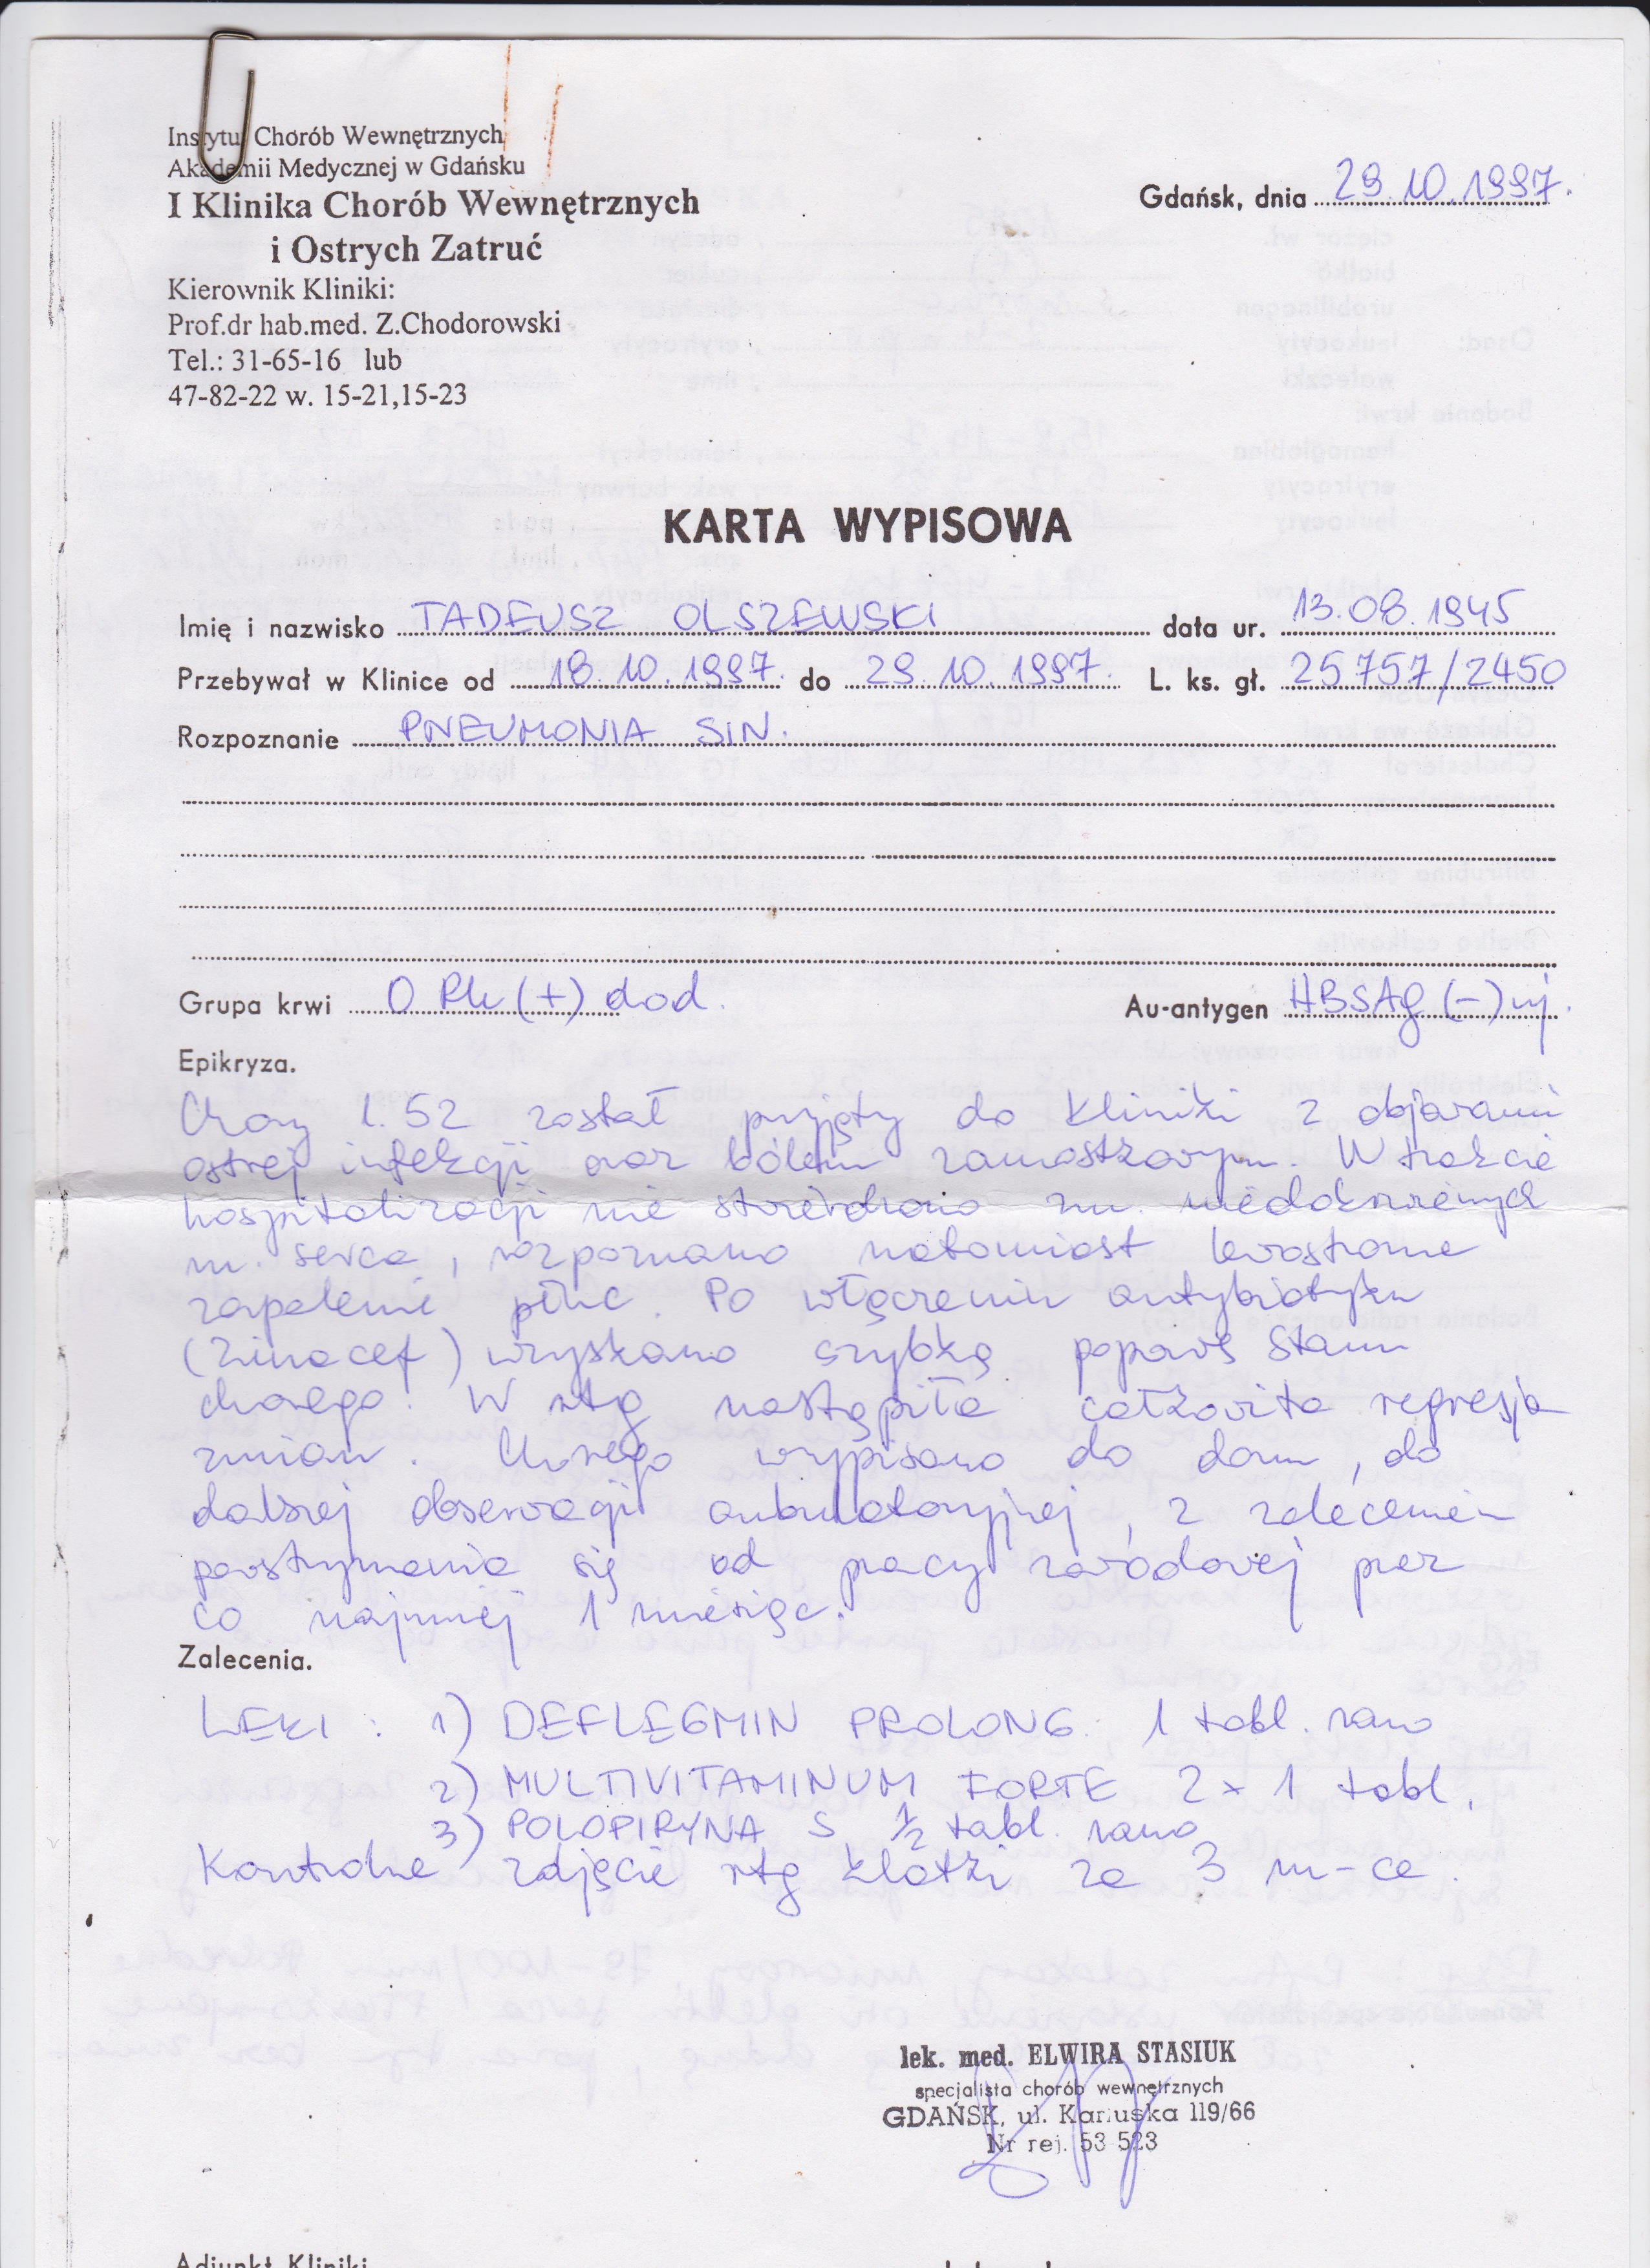 Instytut Chorób Wewnętrznych
Akademii Medycznej w Gdańsku
I Klinika Chorób Wewnętrznych
i Ostrych Zatruć
Kierownik Kliniki:
Prof.dr hab.med. Z.Chodorowski
Tel.: 31-65-16 lub
47-82-22 w. 15-21,15-23
Gdańsk, dnia 29.10.1997.
KARTA WYPISOWA
Imię i nazwisko TADEUSZ OLSZEWSKI data ur. 13.08.1945
Przebywał w Klinice od 18.10.1997. do 29.10.1997. L. ks. gł. 25757/2450
Rozpoznanie PNEUMONIA SIN.
Grupa krwi 0 Rh (+) dod. Au-antygen HBSAg (-) uj.
Epikryza.
Chory l. 52 został przyjęty do Kliniki z objawami
ostrej infekcji oraz bólem zamostkowym. W trakcie
hospitalizacji nie stwierdzono zm. niedokrwiennych
m. serca, rozpoznano natomiast lewostronne
zapalenie płuc. Po włączeniu antybiotyku
(Zinacef) uzyskano szybką poprawę stanu
chorego. W rtg nastąpiła całkowita regresja
zmian. Chorego wypisano do domu, do
dalszej obserwacji ambulatoryjnej, z zaleceniem
powstrzymania się od pracy zawodowej przez
co najmniej 1 miesiąc.
Zalecenia.
LEKI : 1) DEFLEGMIN PROLONG. 1 tabl. rano
2) MULTIVITAMINUM FORTE 2 x 1 tabl.
3) POLOPIRYNA S 1/2 tabl. rano
Kontrolne zdjęcie rtg klatki za 3 m-ce.
lek. med. ELWIRA STASIUK
specjalista chorób wewnętrznych
GDAŃSK, ul. Kartuska 119/66
Nr rej. 53 523
Adiunkt Kliniki